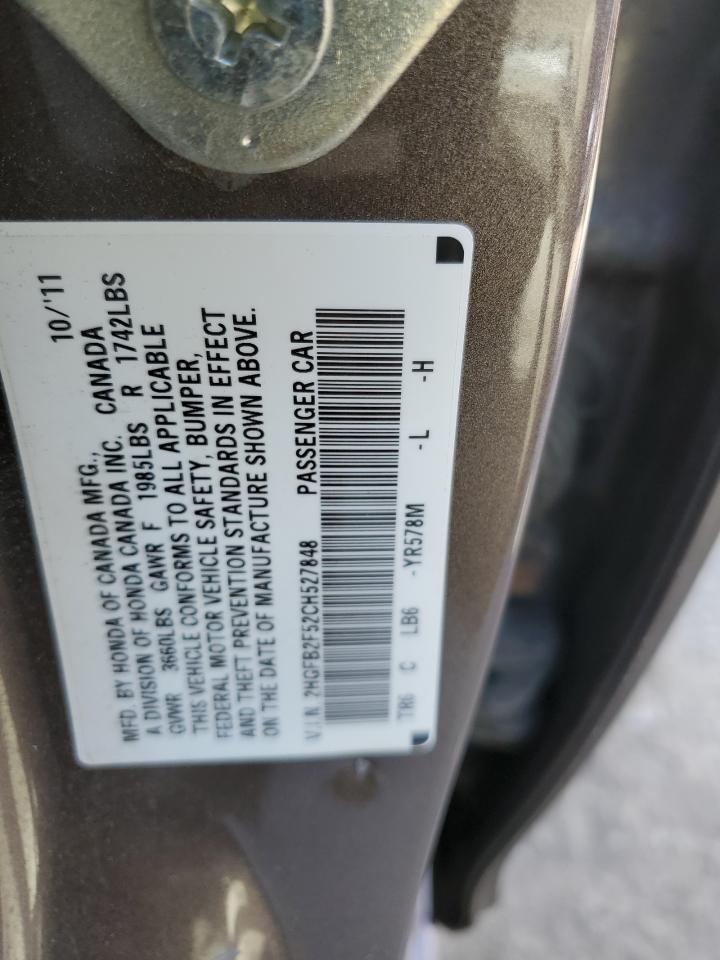 MFD. BY HONDA OF CANADA MFG., 10/'11
A DIVISION OF HONDA CANADA INC. CANADA
GVWR 3660LBS GAWR F 1985LBS R 1742LBS
THIS VEHICLE CONFORMS TO ALL APPLICABLE
FEDERAL MOTOR VEHICLE SAFETY, BUMPER,
AND THEFT PREVENTION STANDARDS IN EFFECT
ON THE DATE OF MANUFACTURE SHOWN ABOVE.
V.I.N. 2HGFB2F52CH527848 PASSENGER CAR
TR6 C LB6 -YR578M -L -H